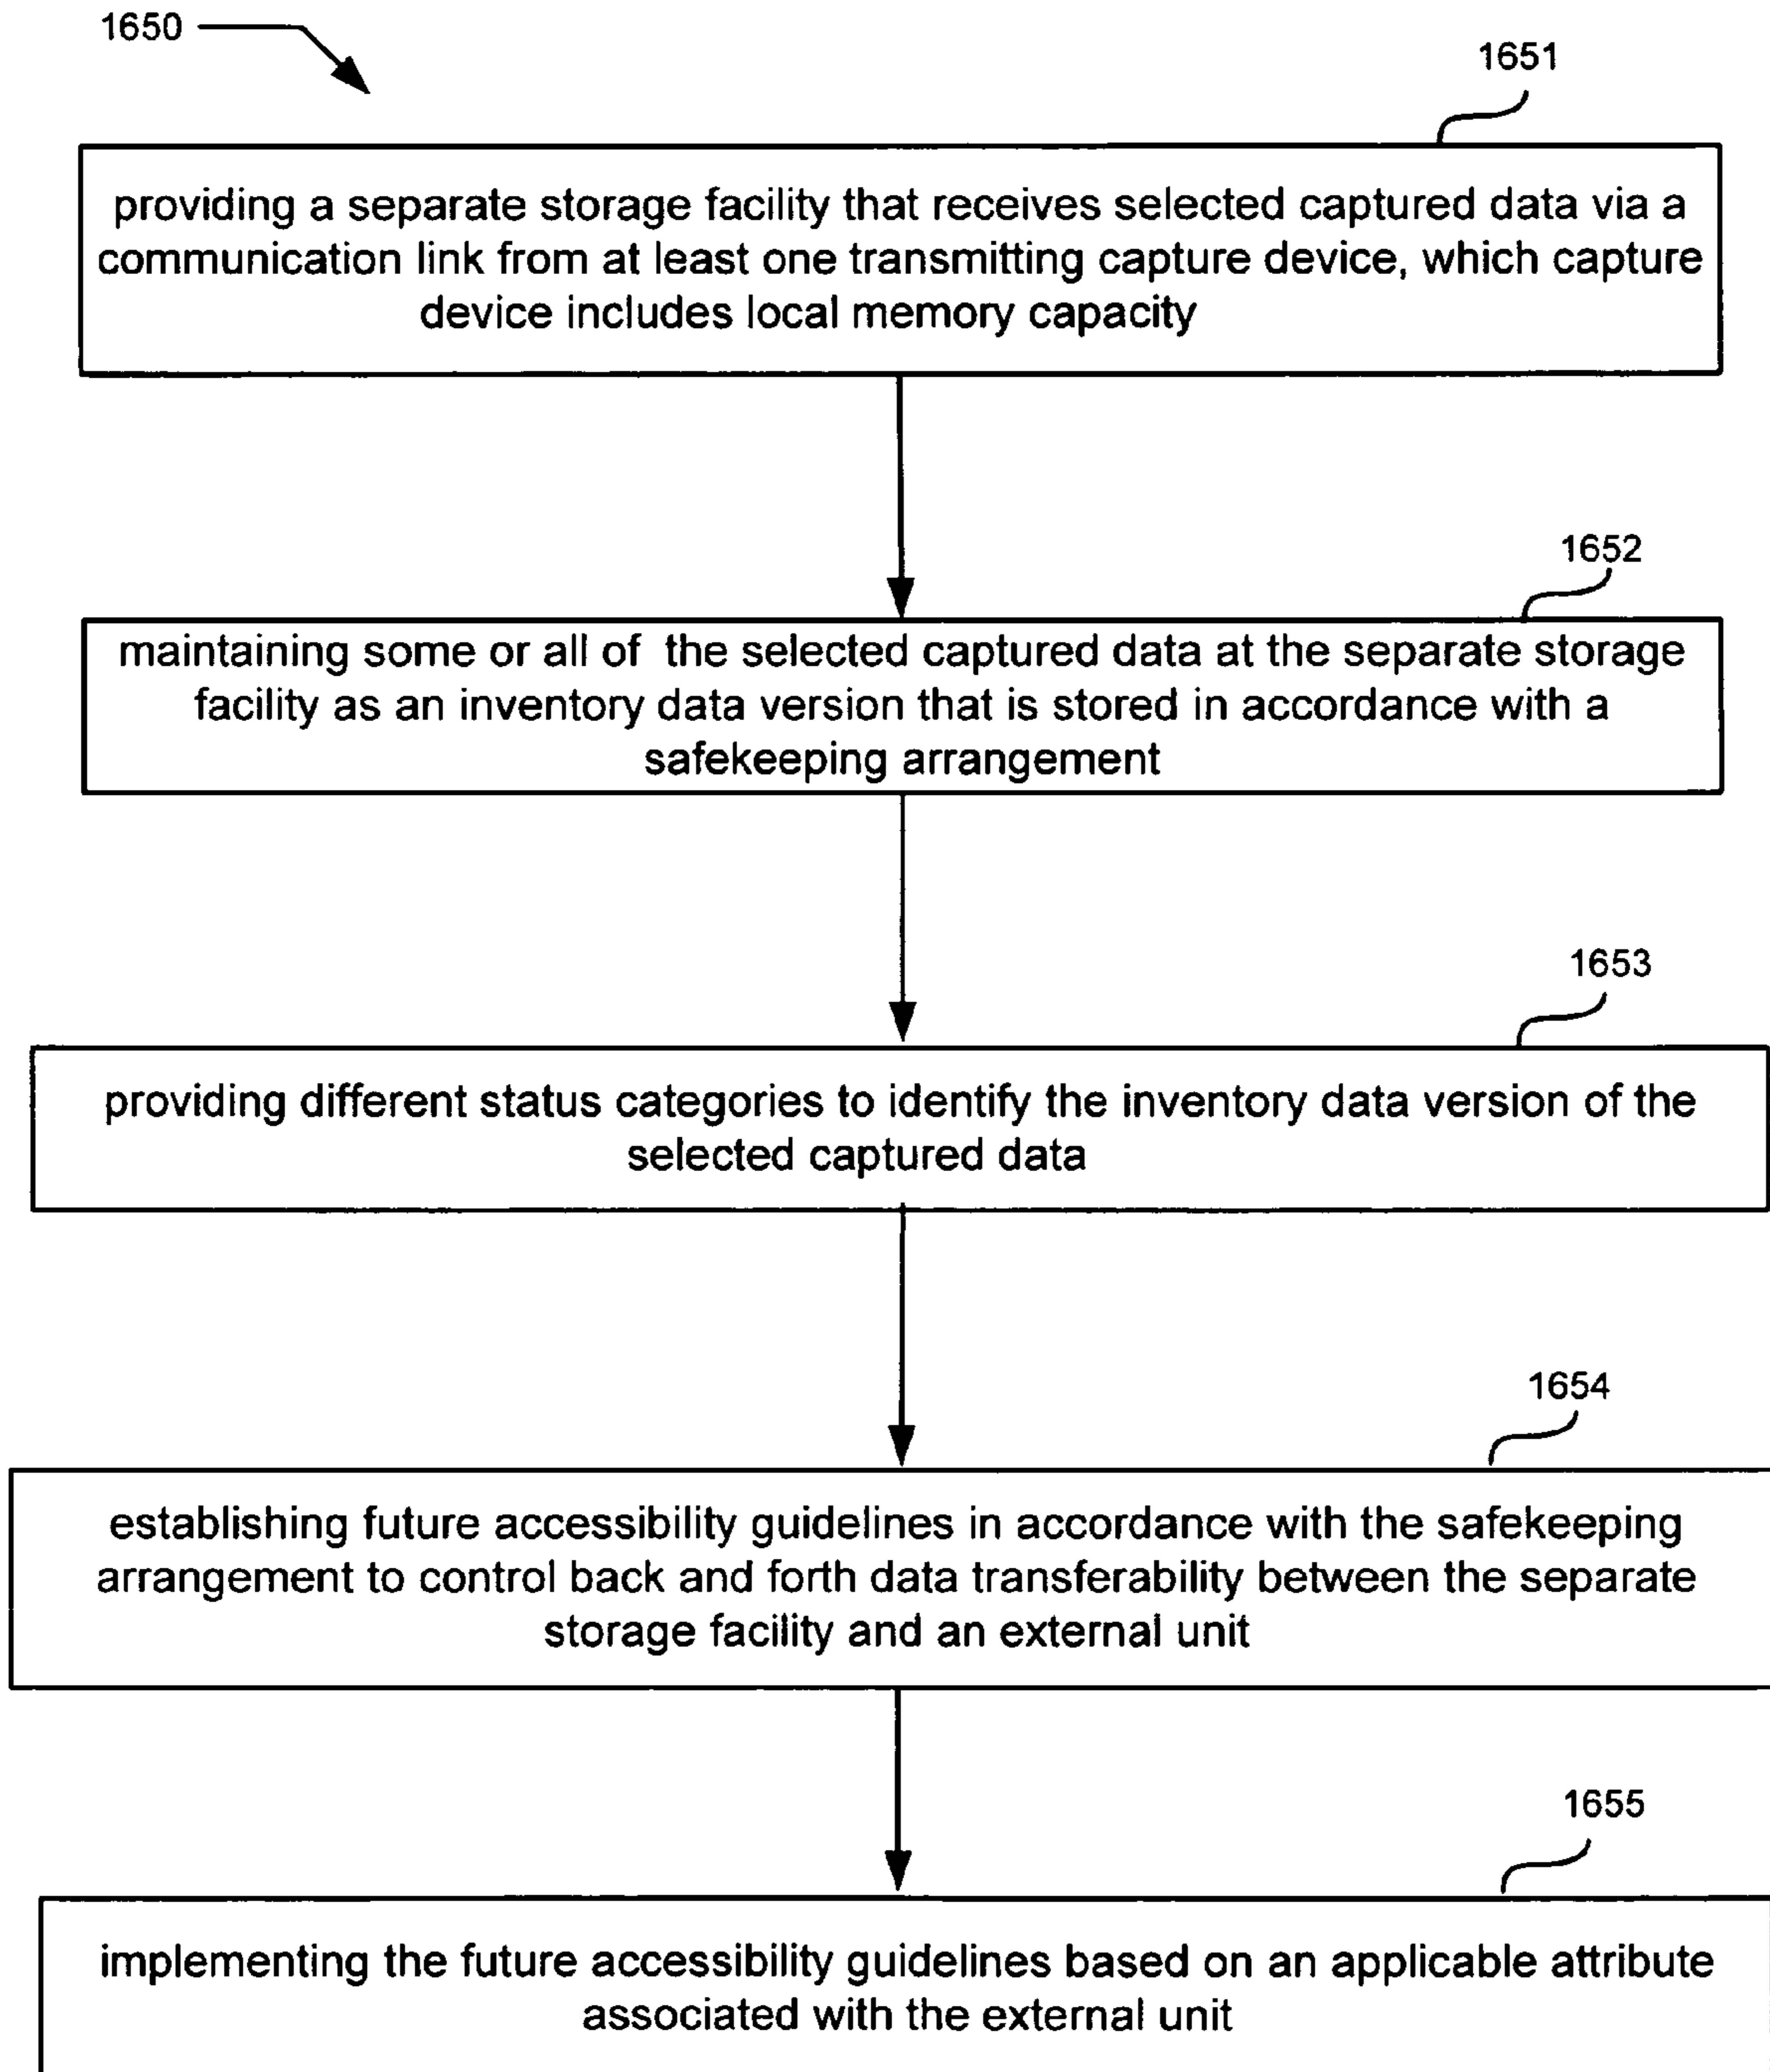 1650
1651
providing a separate storage facility that receives selected captured data via a
communication link from at least one transmitting capture device, which capture
device includes local memory capacity
1652
maintaining some or all of the selected captured data at the separate storage
facility as an inventory data version that is stored in accordance with a
safekeeping arrangement
1653
providing different status categories to identify the inventory data version of the
selected captured data
1654
establishing future accessibility guidelines in accordance with the safekeeping
arrangement to control back and forth data transferability between the separate
storage facility and an external unit
1655
implementing the future accessibility guidelines based on an applicable attribute
associated with the external unit